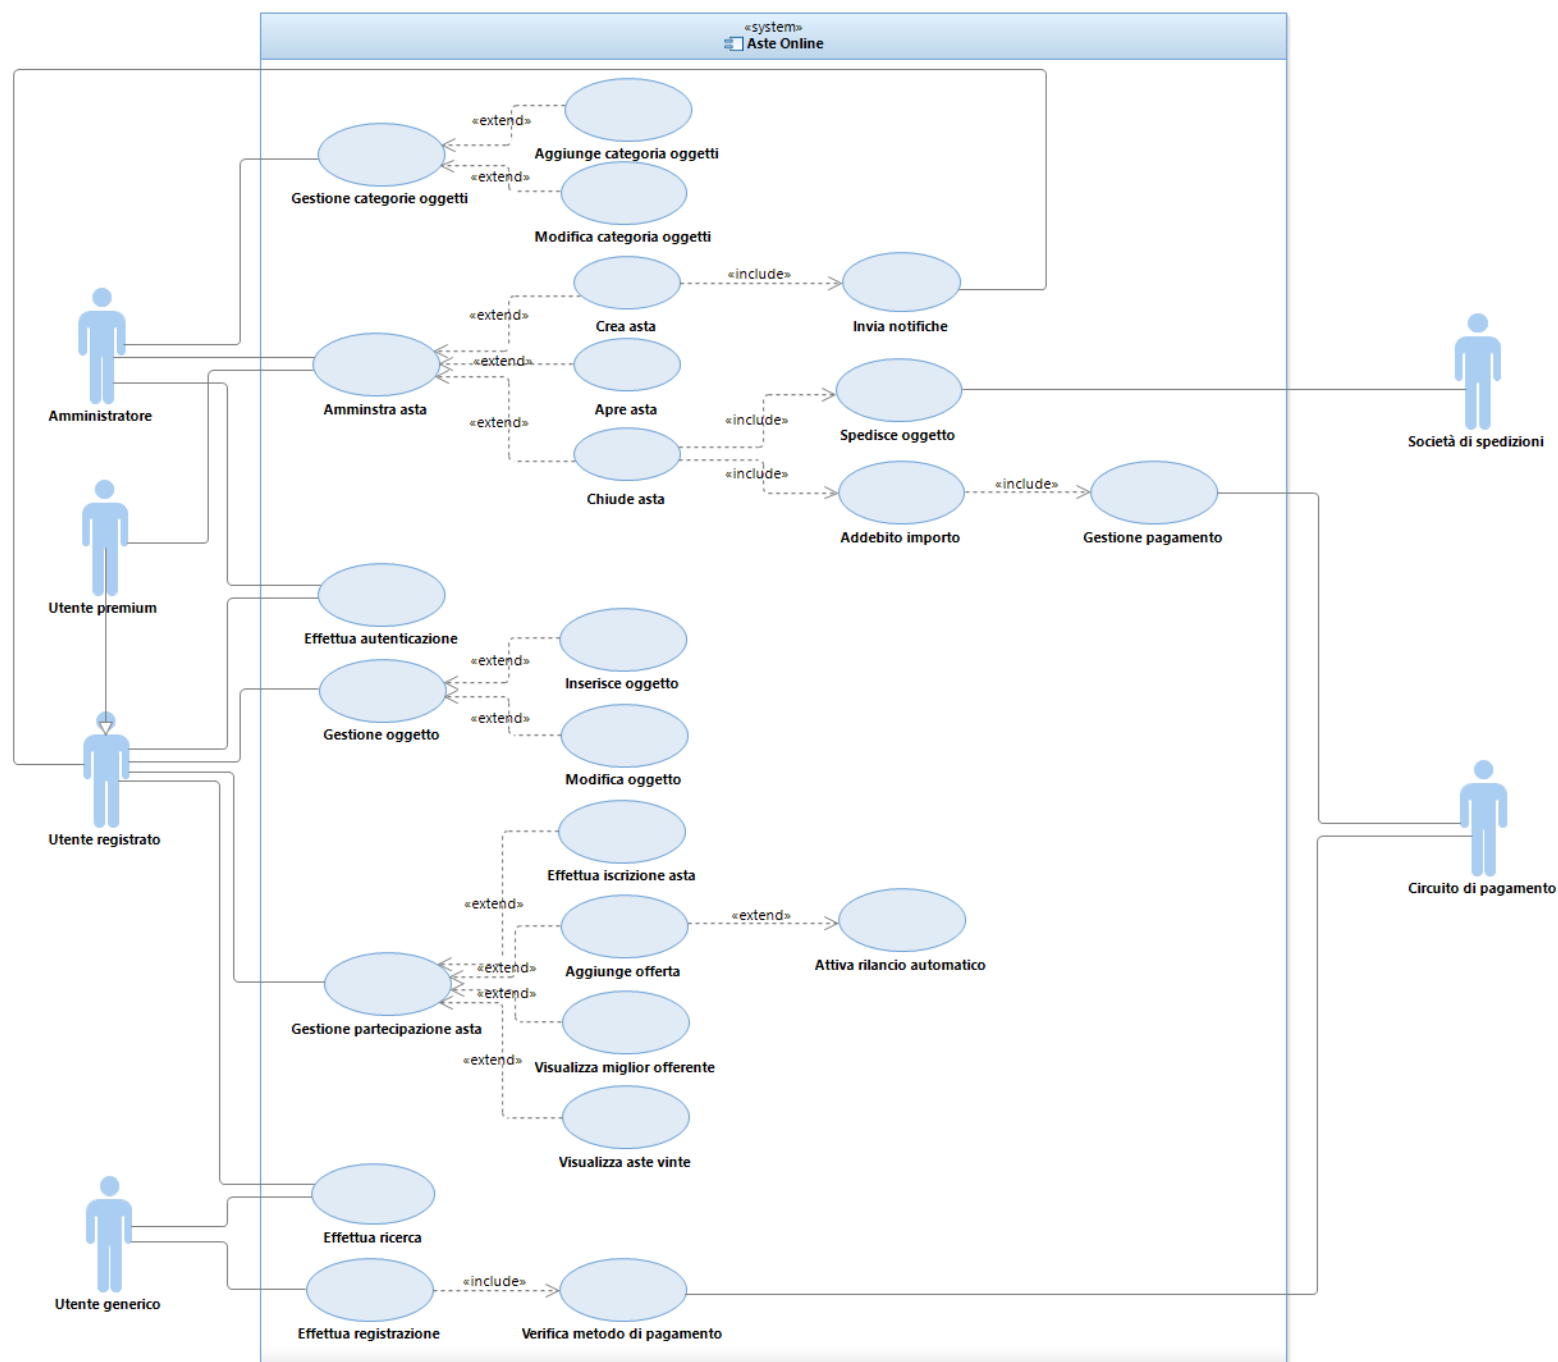 «system»
Aste Online
«extend»
Aggiunge categoria oggetti
«extend»
Gestione categorie oggetti
Modifica categoria oggetti
«include»
«extend»
Crea asta
Invia notifiche
«extend»
Amminstra asta
Apre asta
Amministratore
«extend»
«include»
Spedisce oggetto
Società di spedizioni
«include»
«include»
Chiude asta
Addebito importo
Gestione pagamento
Utente premium
Effettua autenticazione
«extend»
Inserisce oggetto
«extend»
Gestione oggetto
Modifica oggetto
Utente registrato
Effettua iscrizione asta
Circuito di pagamento
«extend»
«extend»
«extend»
Aggiunge offerta
Attiva rilancio automatico
«extend»
Gestione partecipazione asta
«extend»
Visualizza miglior offerente
Visualizza aste vinte
Effettua ricerca
«include»
Utente generico
Effettua registrazione
Verifica metodo di pagamento